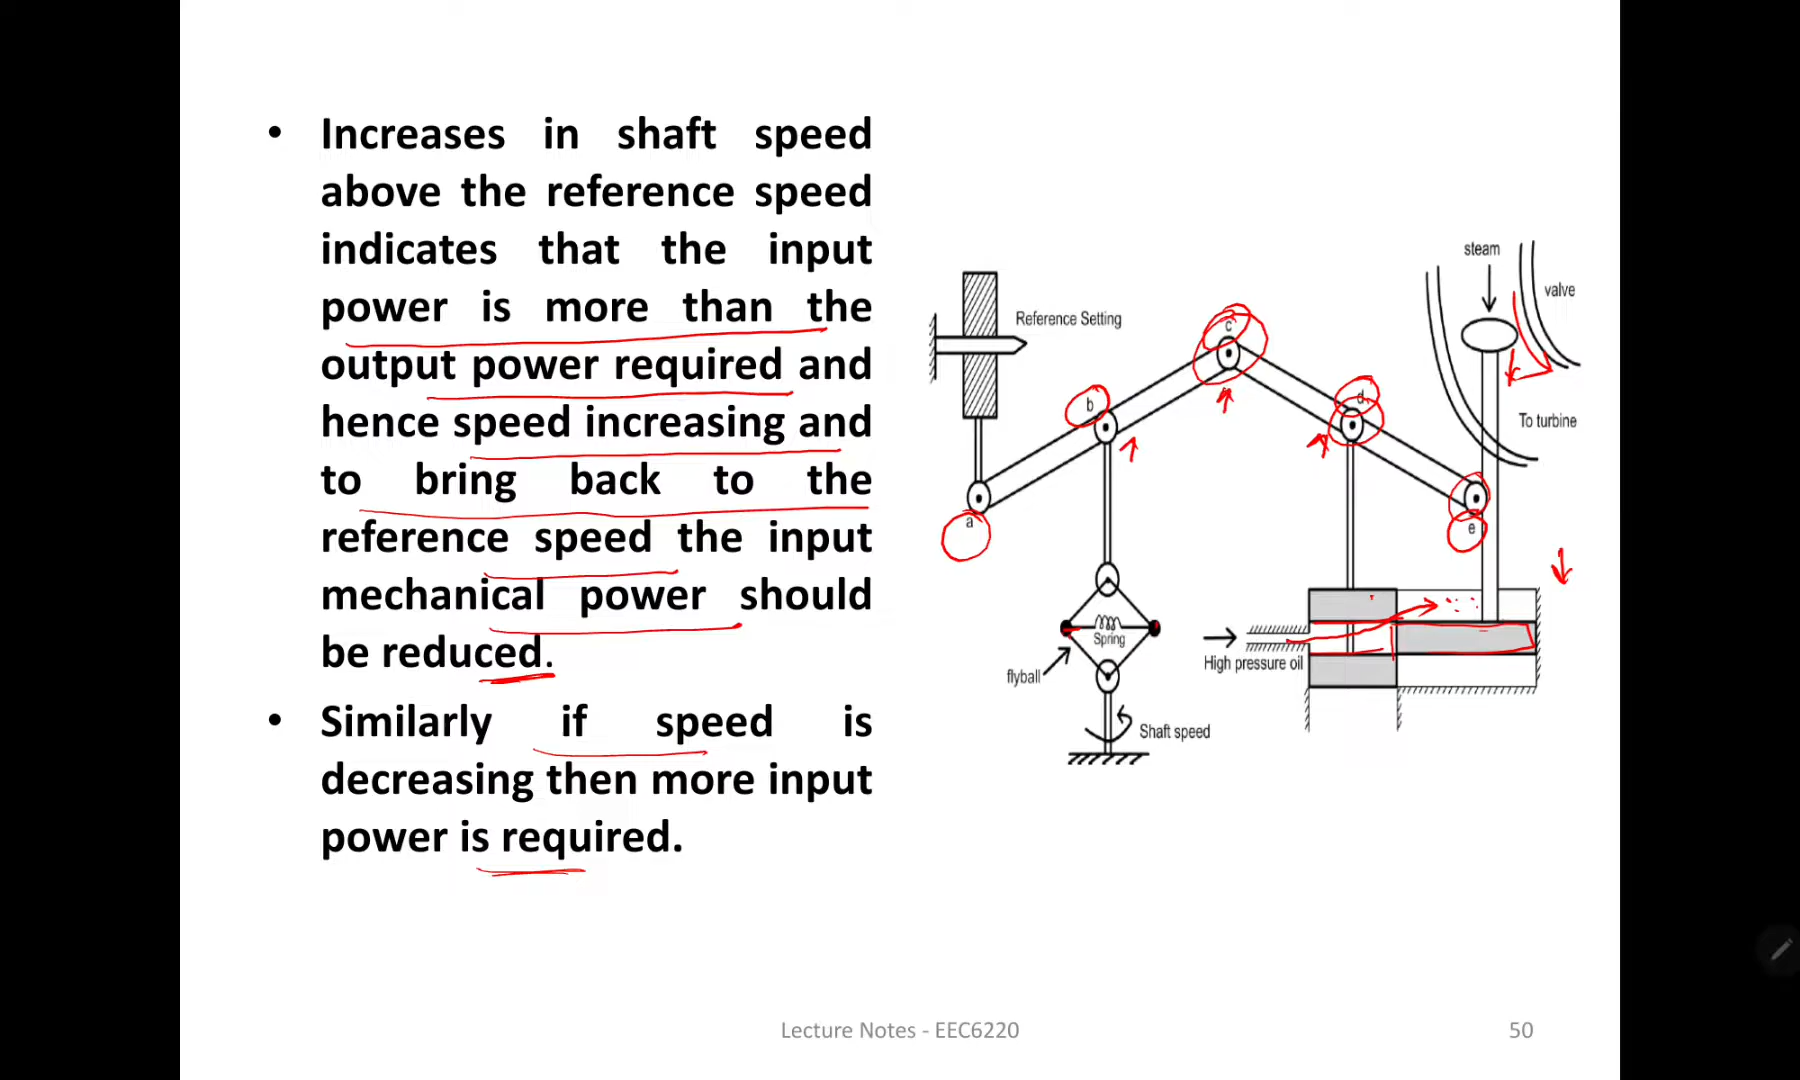 • Increases in shaft speed
above the reference speed
indicates that the input
power is more than the
output power required and
hence speed increasing and
to bring back to the
reference speed the input
mechanical power should
be reduced.
• Similarly if speed is
decreasing then more input
power is required.
steam
valve
Reference Setting
c
b
d
To turbine
a
e
Spring
High pressure oil
flyball
Shaft speed
Lecture Notes - EEC6220
50